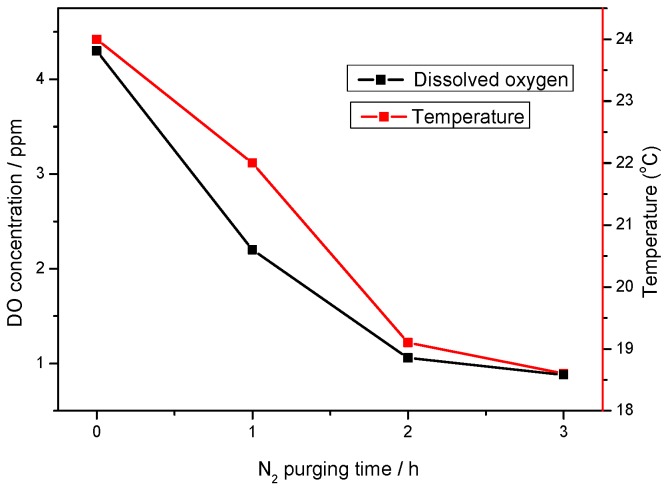 4
3
2
1
DO concentration / ppm
Dissolved oxygen
Temperature
24
23
22
21
20
19
18
Temperature (°C)
0 1 2 3
N₂ purging time / h